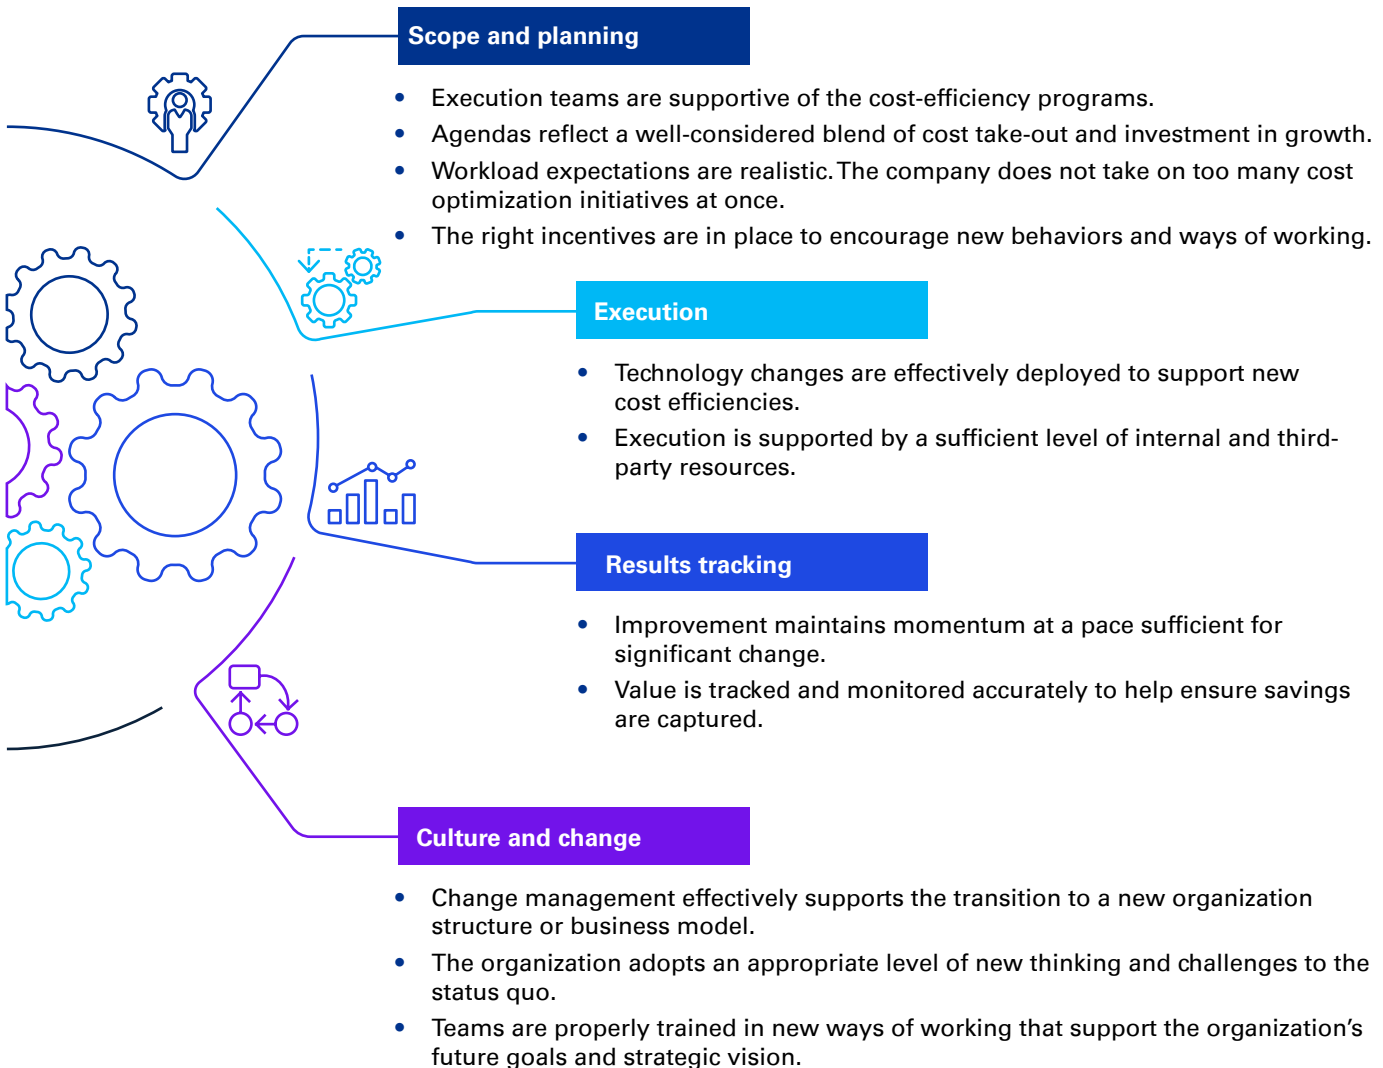 Scope and planning
• Execution teams are supportive of the cost-efficiency programs.
• Agendas reflect a well-considered blend of cost take-out and investment in growth.
• Workload expectations are realistic. The company does not take on too many cost
optimization initiatives at once.
• The right incentives are in place to encourage new behaviors and ways of working.
Execution
• Technology changes are effectively deployed to support new
cost efficiencies.
• Execution is supported by a sufficient level of internal and third-
party resources.
Results tracking
• Improvement maintains momentum at a pace sufficient for
significant change.
• Value is tracked and monitored accurately to help ensure savings
are captured.
Culture and change
• Change management effectively supports the transition to a new organization
structure or business model.
• The organization adopts an appropriate level of new thinking and challenges to the
status quo.
• Teams are properly trained in new ways of working that support the organization’s
future goals and strategic vision.